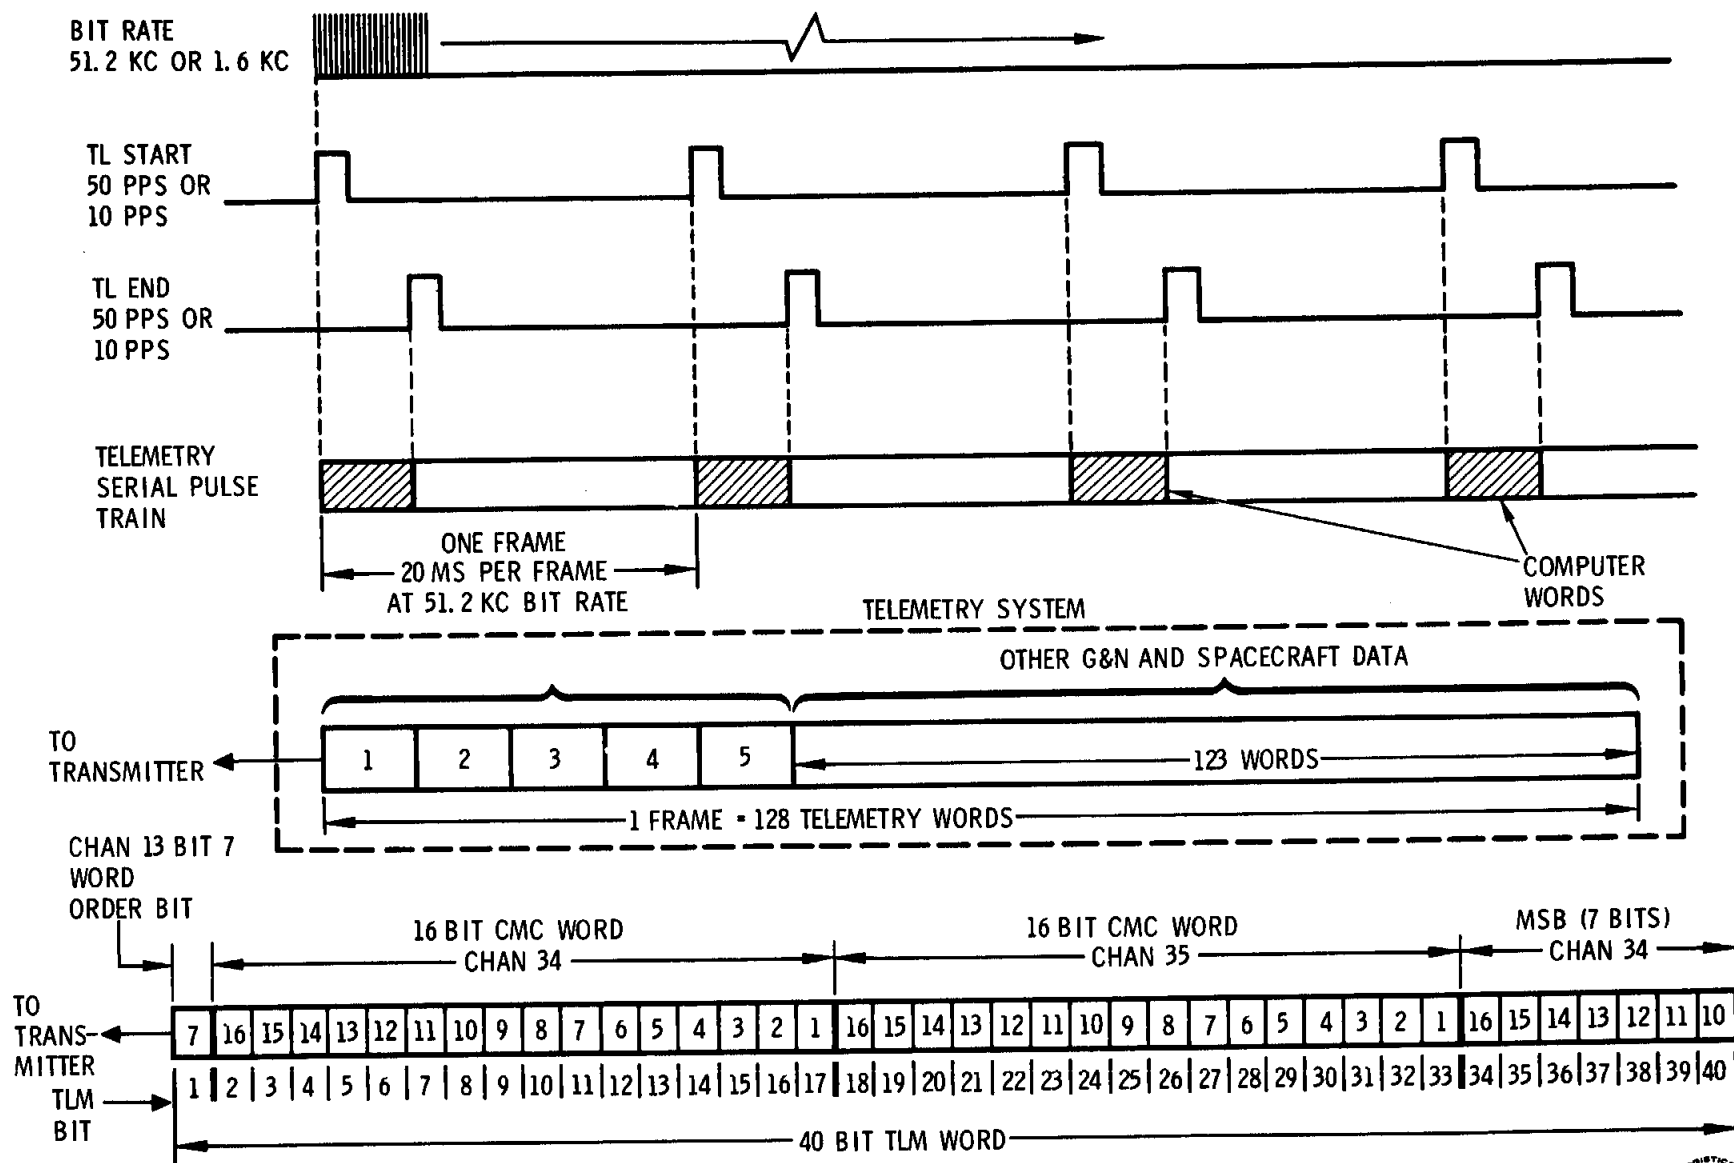 BIT RATE
51.2 KC OR 1.6 KC
TL START
50 PPS OR
10 PPS
TL END
50 PPS OR
10 PPS
TELEMETRY
SERIAL PULSE
TRAIN
ONE FRAME
20 MS PER FRAME
AT 51.2 KC BIT RATE
COMPUTER
WORDS
TELEMETRY SYSTEM
OTHER G&N AND SPACECRAFT DATA
TO
TRANSMITTER
1 2 3 4 5
123 WORDS
1 FRAME = 128 TELEMETRY WORDS
CHAN 13 BIT 7
WORD
ORDER BIT
16 BIT CMC WORD
CHAN 34
16 BIT CMC WORD
CHAN 35
MSB (7 BITS)
CHAN 34
TO
TRANS-
MITTER
7 16 15 14 13 12 11 10 9 8 7 6 5 4 3 2 1 16 15 14 13 12 11 10 9 8 7 6 5 4 3 2 1 16 15 14 13 12 11 10
TLM
BIT
1 2 3 4 5 6 7 8 9 10 11 12 13 14 15 16 17 18 19 20 21 22 23 24 25 26 27 28 29 30 31 32 33 34 35 36 37 38 39 40
40 BIT TLM WORD